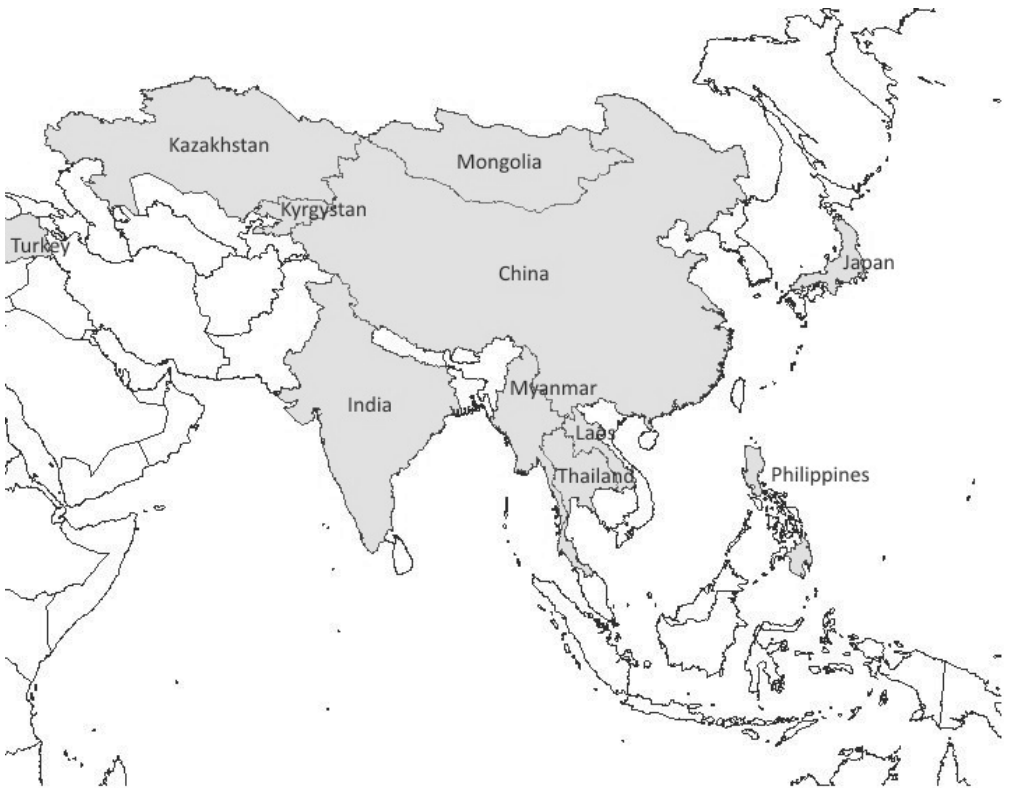 Kazakhstan
Mongolia
Kyrgystan
Turkey
China
Japan
Myanmar
India
Laos
Thailand
Philippines